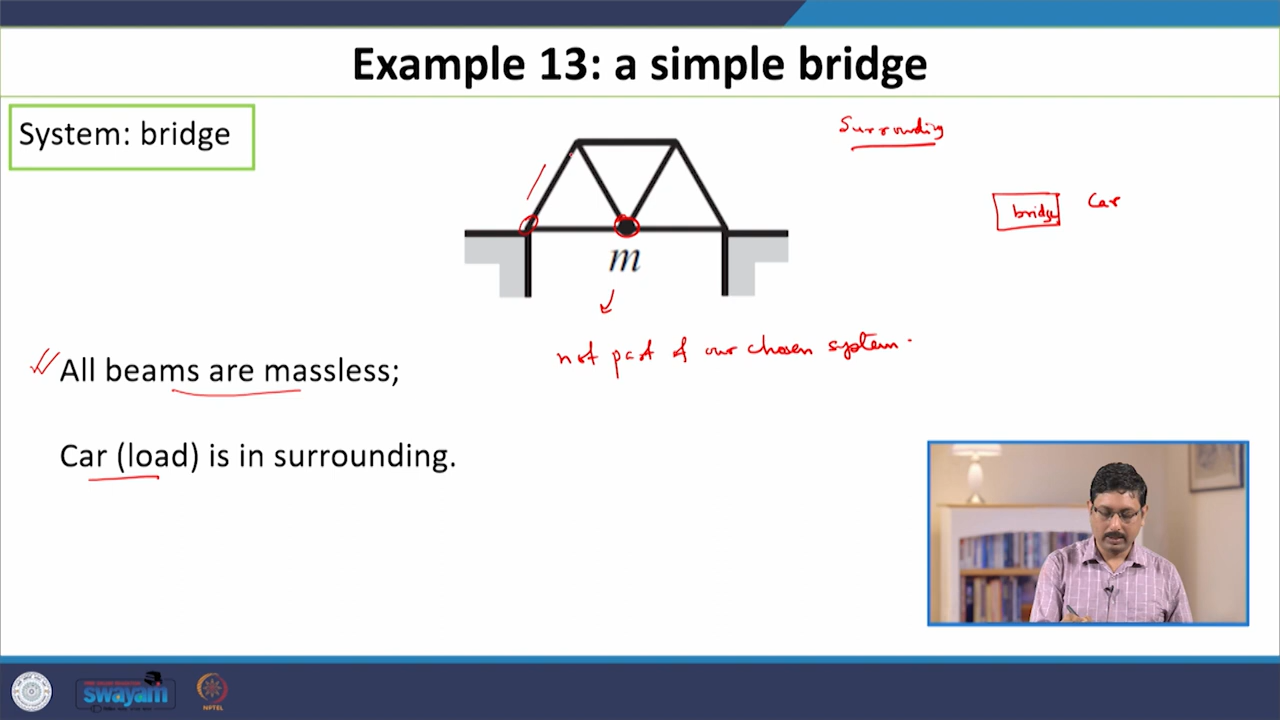 Example 13: a simple bridge
System: bridge
Surrounding
bridge
Car
m
not part of our chosen system.
All beams are massless;
Car (load) is in surrounding.
swayam
NPTEL